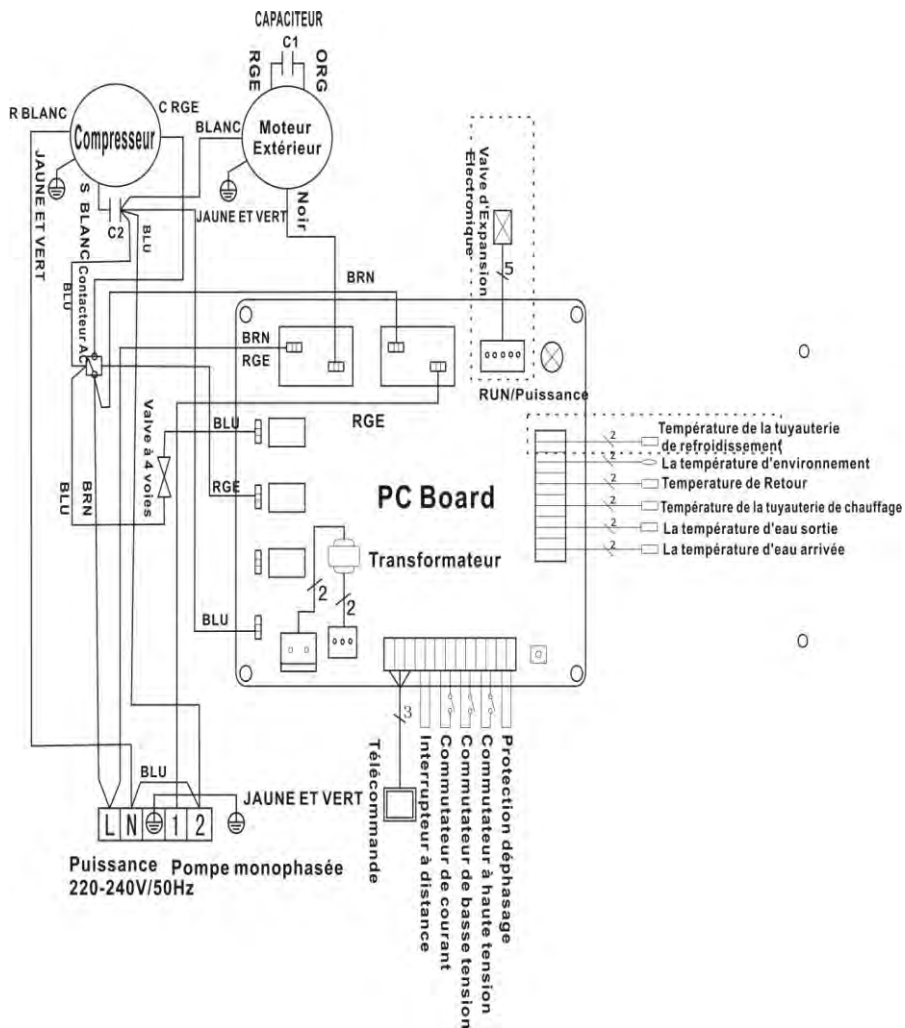 CAPACITEUR
C1
RGE
ORG
R BLANC
C RGE
BLANC
Compresseur
Moteur
Extérieur
JAUNE ET VERT
S BLANC
C2
BLU
JAUNE ET VERT
Noir
Valve d'Expansion
Electronique
5
BLU
Contacteur AC
BRN
BRN
RGE
RUN/Puissance
RGE
BLU
Valve à 4 voies
BLU
BRN
RGE
PC Board
Transformateur
2
2
BLU
2
Température de la tuyauterie
de refroidissement
2
La température d'environnement
2
Temperature de Retour
2
Température de la tuyauterie de chauffage
2
La température d'eau sortie
2
La température d'eau arrivée
3
Télécommande
Interrupteur à distance
Commutateur de courant
Commutateur de basse tension
Commutateur à haute tension
Protection déphasage
BLU
JAUNE ET VERT
L N 1 2
Puissance
220-240V/50Hz
Pompe monophasée